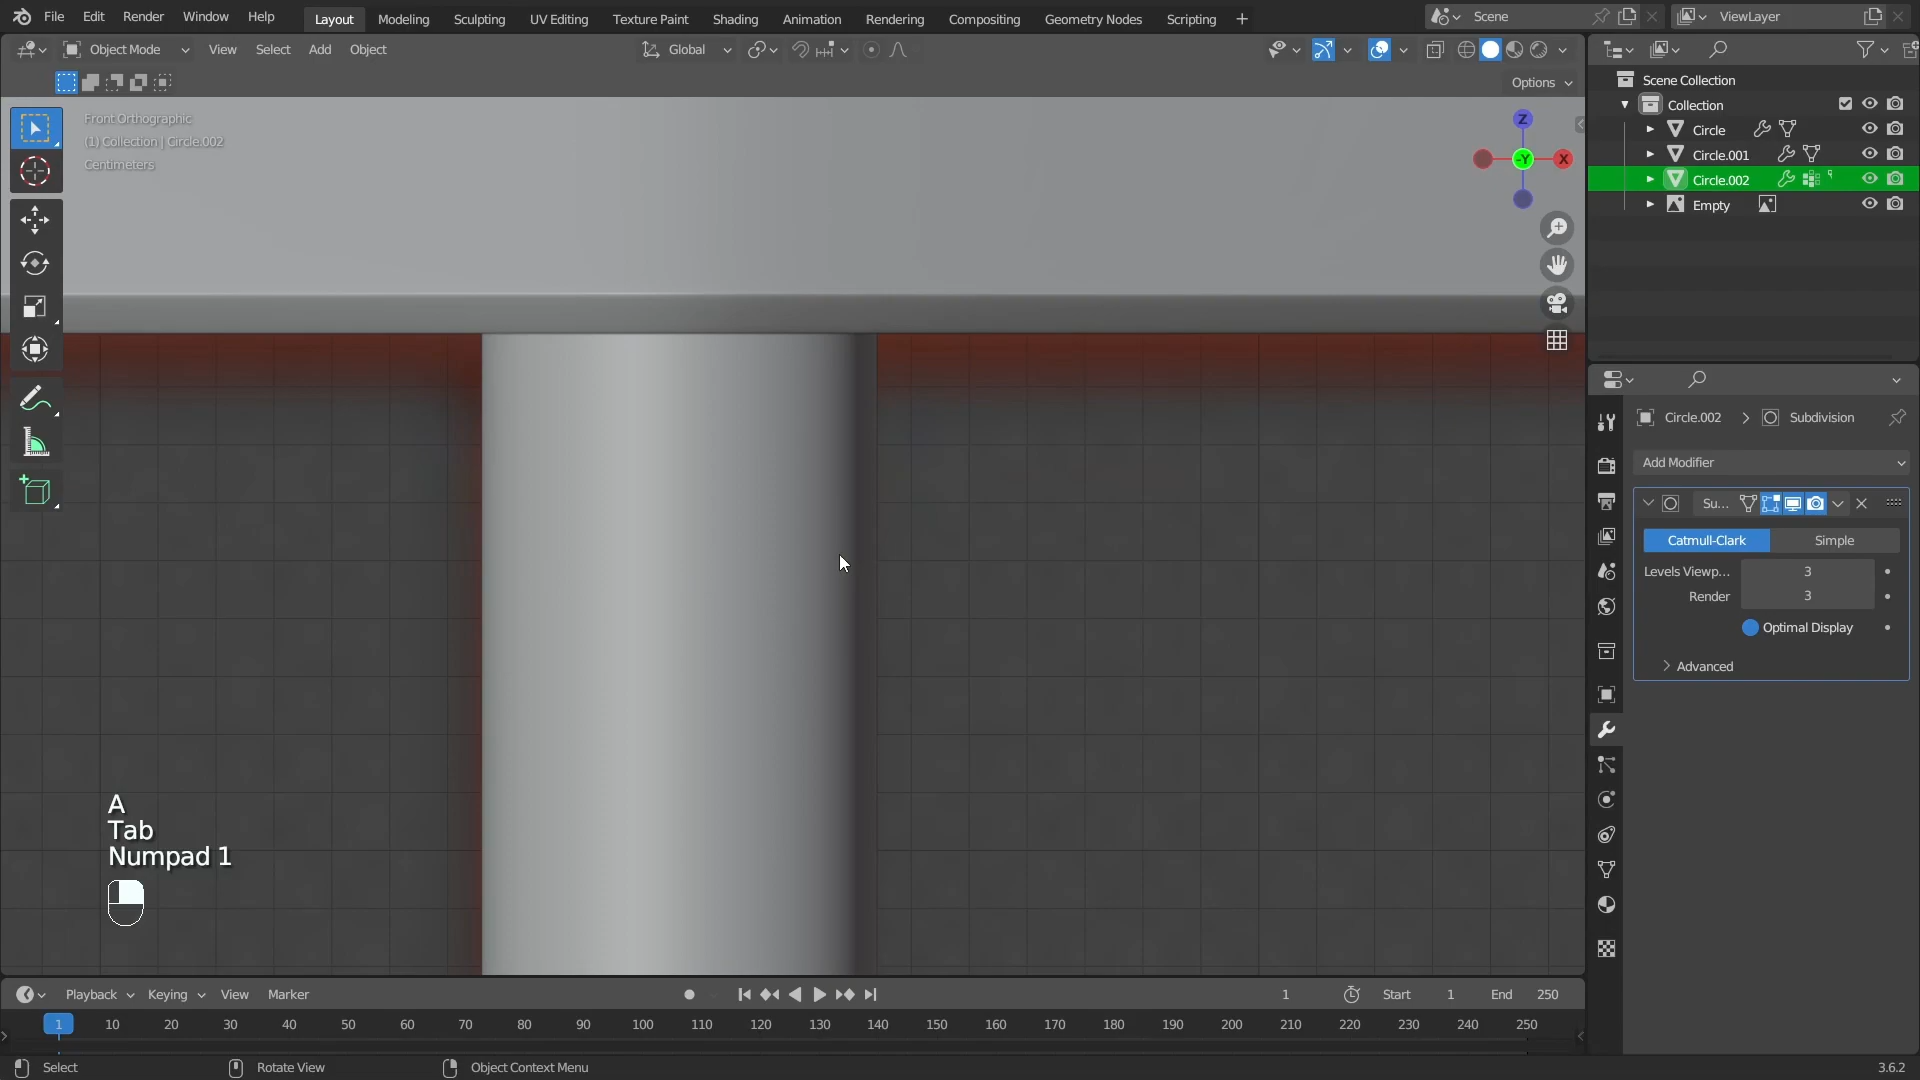 File Edit Render Window Help Layout Modeling Sculpting UV Editing Texture Paint Shading Animation Rendering Compositing Geometry Nodes Scripting + Scene ViewLayer
Object Mode View Select Add Object Global
Options
Front Orthographic
(1) Collection | Circle.002
Centimeters
Z
-Y
X
Scene Collection
Collection
Circle
Circle.001
Circle.002
Empty
Circle.002 > Subdivision
Add Modifier
Su...
Catmull-Clark Simple
Levels Viewp... 3
Render 3
Optimal Display
Advanced
A
Tab
Numpad 1
Playback Keying View Marker 1 Start 1 End 250
1 10 20 30 40 50 60 70 80 90 100 110 120 130 140 150 160 170 180 190 200 210 220 230 240 250
Select Rotate View Object Context Menu 3.6.2